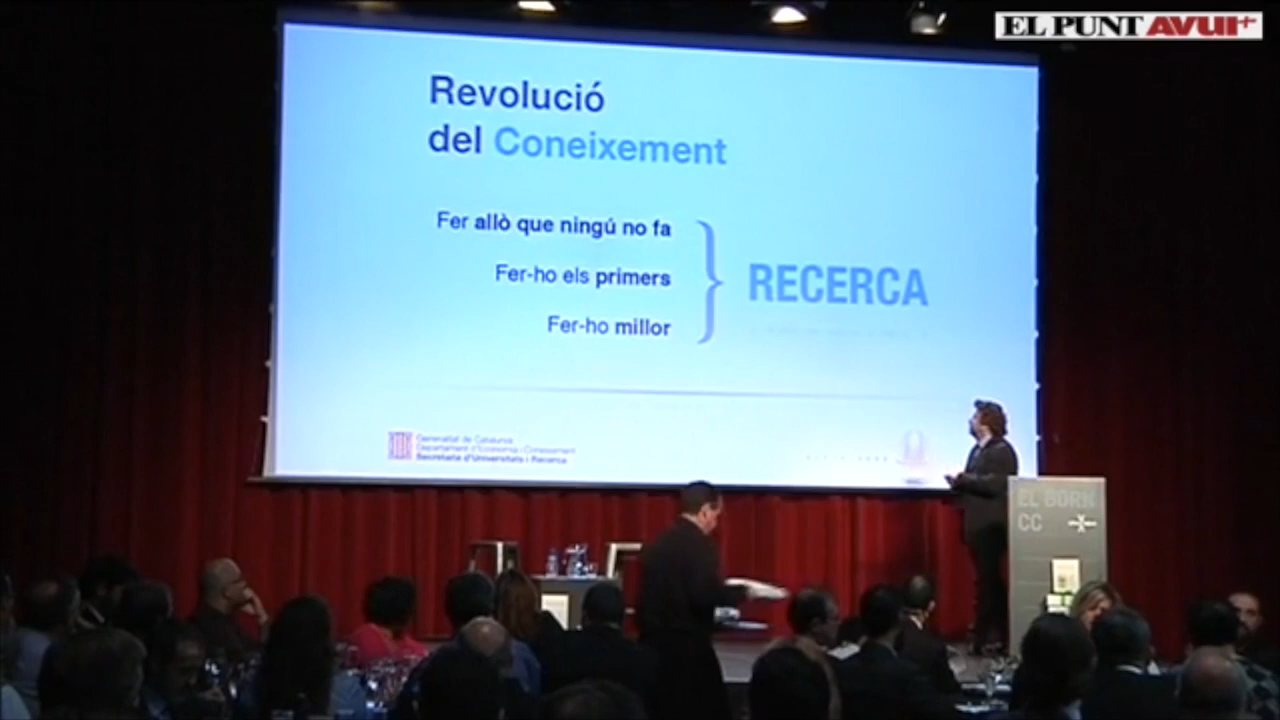 EL PUNT AVUI+
Revolució
del Coneixement
Fer allò que ningú no fa
Fer-ho els primers
Fer-ho millor
RECERCA
Generalitat de Catalunya
Departament d'Economia i Coneixement
Secretaria d'Universitats i Recerca
EL BORN
CC